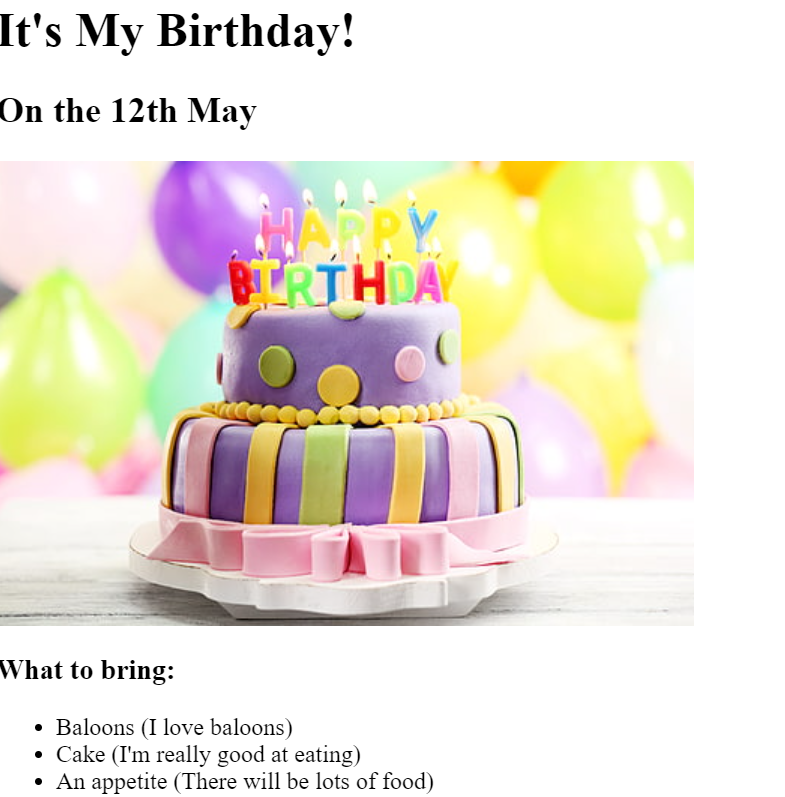 It's My Birthday!
On the 12th May
HAPPY
BIRTHDAY
What to bring:
Baloons (I love baloons)
Cake (I'm really good at eating)
An appetite (There will be lots of food)